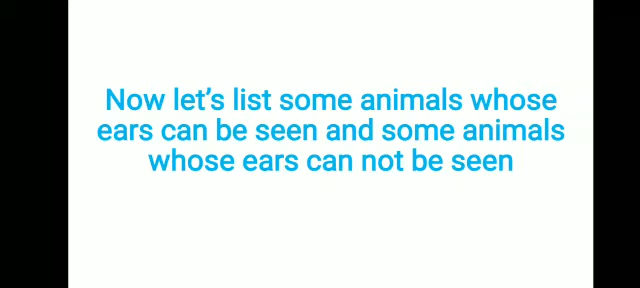 Now let’s list some animals whose
ears can be seen and some animals
whose ears can not be seen